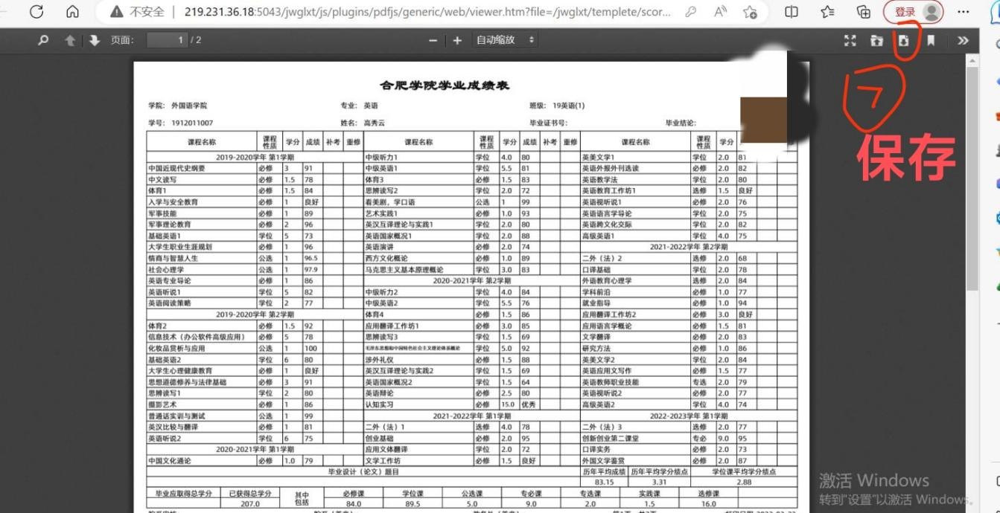 不安全 | 219.231.36.18:5043/jwglxt/js/plugins/pdfjs/generic/web/viewer.htm?file=/jwglxt/templete/scor... 登录
页面: 1 / 2 自动缩放
7
保存
合肥学院学业成绩表
学院: 外国语学院 专业: 英语 班级: 19英语(1)
学号: 1912011007 姓名: 高秀云 毕业证书号: 毕业结论:
课程名称 课程性质 学分 成绩 补考 重修 课程名称 课程性质 学分 成绩 补考 重修 课程名称 课程性质 学分
2019-2020学年 第1学期 中级听力1 学位 4.0 80 英美文学1 学位 2.0 81
中国近现代史纲要 必修 3 91 中级英语1 学位 5.5 81 英语外报外刊选读 必修 2.0 82
中文读写 必修 1.5 78 体育3 必修 1.5 83 英语教学法 学位 2.0 80
体育1 必修 1.5 84 思辨读写2 学位 2.0 72 英语教育工作坊1 选修 1.5 良好
入学与安全教育 必修 1 良好 看美剧，学口语 公选 1 99 英语视听说1 必修 2.0 76
军事技能 必修 1 89 艺术实践1 必修 1.0 93 英语语言学导论 学位 2.0 75
军事理论教育 必修 2 96 英汉互译理论与实践1 学位 2.0 80 英语跨文化交际 学位 2.0 82
基础英语1 学位 5 73 英语国家概况1 学位 2.0 88 高级英语1 学位 4.0 75
大学生职业生涯规划 必修 1 96 英语演讲 必修 2.0 74 2021-2022学年 第2学期
情商与智慧人生 公选 1 96.5 西方文化概论 必修 1.0 89 二外（法）2 选修 2.0 68
社会心理学 公选 1 97.9 马克思主义基本原理概论 学位 3.0 83 口译基础 学位 2.0 78
英语专业导论 必修 1 86 2020-2021学年 第2学期 外语教育心理学 选修 2.0 84
英语听说1 学位 5 82 中级听力2 学位 4.0 84 学科前沿 必修 1.0 77
英语阅读策略 学位 2 77 中级英语2 学位 5.5 76 就业指导 必修 1.0 94
2019-2020学年 第2学期 体育4 必修 1.5 86 应用翻译工作坊2 必修 3.0 良好
体育2 必修 1.5 92 应用翻译工作坊1 必修 3.0 85 应用语言学概论 必修 1.5 81
信息技术（办公软件高级应用） 必修 5 78 思辨读写3 学位 1.5 69 文学翻译 必修 2.0 83
化妆品赏析与应用 公选 1 100 毛泽东思想和中国特色社会主义理论体系概论 学位 5.0 92 研究方法 必修 1.0 86
基础英语2 学位 6 80 涉外礼仪 必修 1.5 88 英美文学2 学位 2.0 84
大学生心理健康教育 必修 1 良好 英汉互译理论与实践2 学位 1.5 69 英语应用文写作 必修 1.5 77
思想道德修养与法律基础 必修 3 91 英语国家概况2 学位 1.5 64 英语教师职业技能 专选 2.0 79
思辨读写1 学位 2 80 英语辩论 必修 2.5 80 英语视听说2 必修 2.0 77
摄影艺术 必修 1 86 认知实习 必修 15.0 优秀 高级英语2 学位 4.0 74
普通话实训与测试 公选 1 99 2021-2022学年 第1学期 2022-2023学年 第1学期
英汉比较与翻译 必修 1 81 二外（法）1 选修 4.0 78 二外（法）3 选修 2.0 77
英语听说2 学位 6 75 创业基础 必修 2.0 95 创新创业第二课堂 专必 9.0 95
2020-2021学年 第1学期 应用文体翻译 学位 2.0 72 口译实务 必修 2.0 73
中国文化通论 必修 1.0 79 文学工作坊 必修 1.5 良好 外国文学鉴赏 必修 2.0 87
毕业设计（论文）题目 历年平均成绩 历年平均学分绩点 学位课平均学分绩点
83.15 3.31 2.88
毕业应取得总学分 已获得总学分 其中包括 必修课 学位课 公选课 专必课 专选课 实践课 选修课
207.0 84.0 89.5 5.0 9.0 2.0 1.5 16.0
激活 Windows
转到"设置"以激活 Windows。